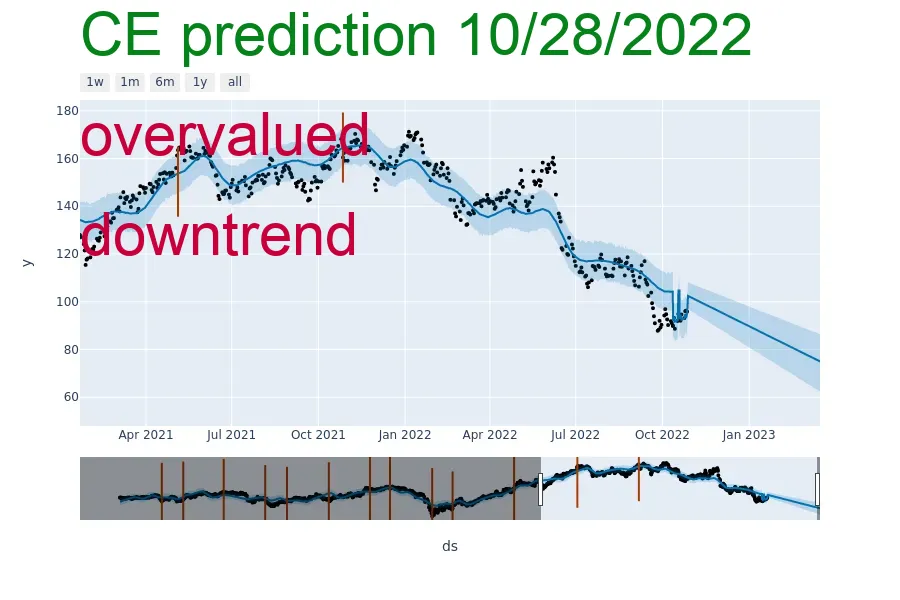 CE prediction 10/28/2022
1w 1m 6m 1y all
180
overvalued
160
140
downtrend
120
y
100
80
60
Apr 2021 Jul 2021 Oct 2021 Jan 2022 Apr 2022 Jul 2022 Oct 2022 Jan 2023
ds